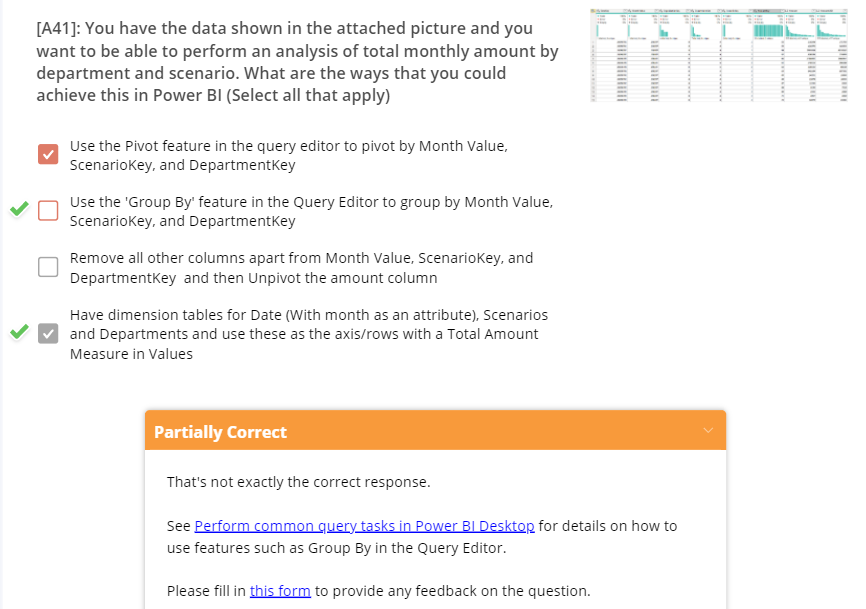 [A41]: You have the data shown in the attached picture and you
want to be able to perform an analysis of total monthly amount by
department and scenario. What are the ways that you could
achieve this in Power BI (Select all that apply)
Use the Pivot feature in the query editor to pivot by Month Value,
ScenarioKey, and DepartmentKey
Use the 'Group By' feature in the Query Editor to group by Month Value,
ScenarioKey, and DepartmentKey
Remove all other columns apart from Month Value, ScenarioKey, and
DepartmentKey and then Unpivot the amount column
Have dimension tables for Date (With month as an attribute), Scenarios
and Departments and use these as the axis/rows with a Total Amount
Measure in Values
Partially Correct
That's not exactly the correct response.
See Perform common query tasks in Power BI Desktop for details on how to
use features such as Group By in the Query Editor.
Please fill in this form to provide any feedback on the question.